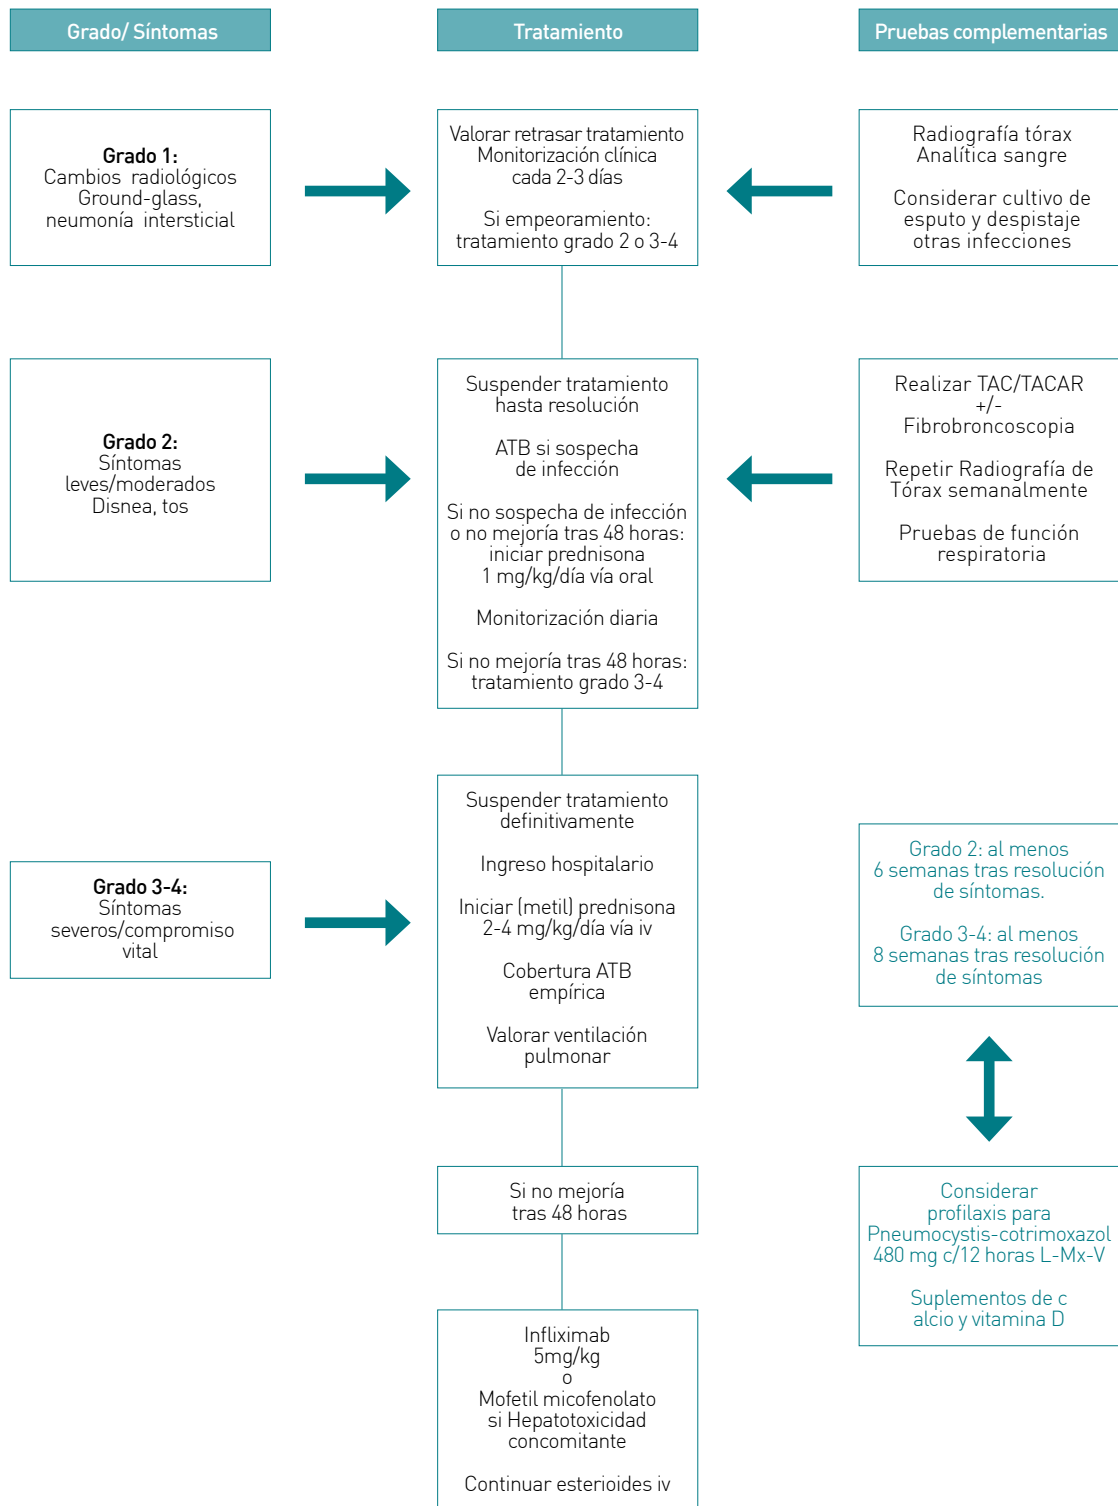 Grado/ Síntomas
Tratamiento
Pruebas complementarias
Grado 1:
Cambios radiológicos
Ground-glass,
neumonía intersticial
Valorar retrasar tratamiento
Monitorización clínica
cada 2-3 días
Si empeoramiento:
tratamiento grado 2 o 3-4
Radiografía tórax
Analítica sangre
Considerar cultivo de
esputo y despistaje
otras infecciones
Grado 2:
Síntomas
leves/moderados
Disnea, tos
Suspender tratamiento
hasta resolución
ATB si sospecha
de infección
Si no sospecha de infección
o no mejoría tras 48 horas:
iniciar prednisona
1 mg/kg/día vía oral
Monitorización diaria
Si no mejoría tras 48 horas:
tratamiento grado 3-4
Realizar TAC/TACAR
+/-
Fibrobroncoscopia
Repetir Radiografía de
Tórax semanalmente
Pruebas de función
respiratoria
Grado 3-4:
Síntomas
severos/compromiso
vital
Suspender tratamiento
definitivamente
Ingreso hospitalario
Iniciar (metil) prednisona
2-4 mg/kg/día vía iv
Cobertura ATB
empírica
Valorar ventilación
pulmonar
Grado 2: al menos
6 semanas tras resolución
de síntomas.
Grado 3-4: al menos
8 semanas tras resolución
de síntomas
Si no mejoría
tras 48 horas
Considerar
profilaxis para
Pneumocystis-cotrimoxazol
480 mg c/12 horas L-Mx-V
Suplementos de c
alcio y vitamina D
Infliximab
5mg/kg
o
Mofetil micofenolato
si Hepatotoxicidad
concomitante
Continuar esterioides iv